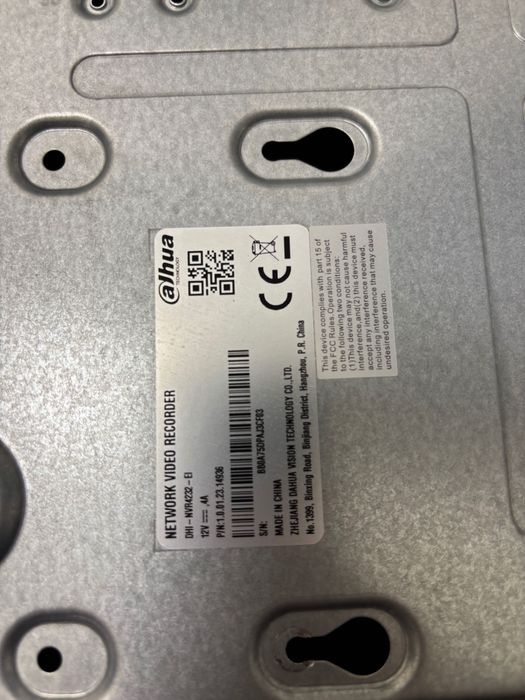 alhua
TECHNOLOGY
NETWORK VIDEO RECORDER
DHI-NVR4232-EI
12V⎓ 4A
P/N:1.0.01.23.14936
S/N: BB0A75DPAJ3CF03
MADE IN CHINA
ZHEJIANG DAHUA VISION TECHNOLOGY CO.,LTD.
No.1399, Binxing Road, Binjiang District, Hangzhou, P.R. China
CE
This device complies with part 15 of
the FCC Rules.Operation is subject
to the following two conditions:
(1)This device may not cause harmful
interference,and(2) this device must
accept any interference received,
including interference that may cause
undesired operation.